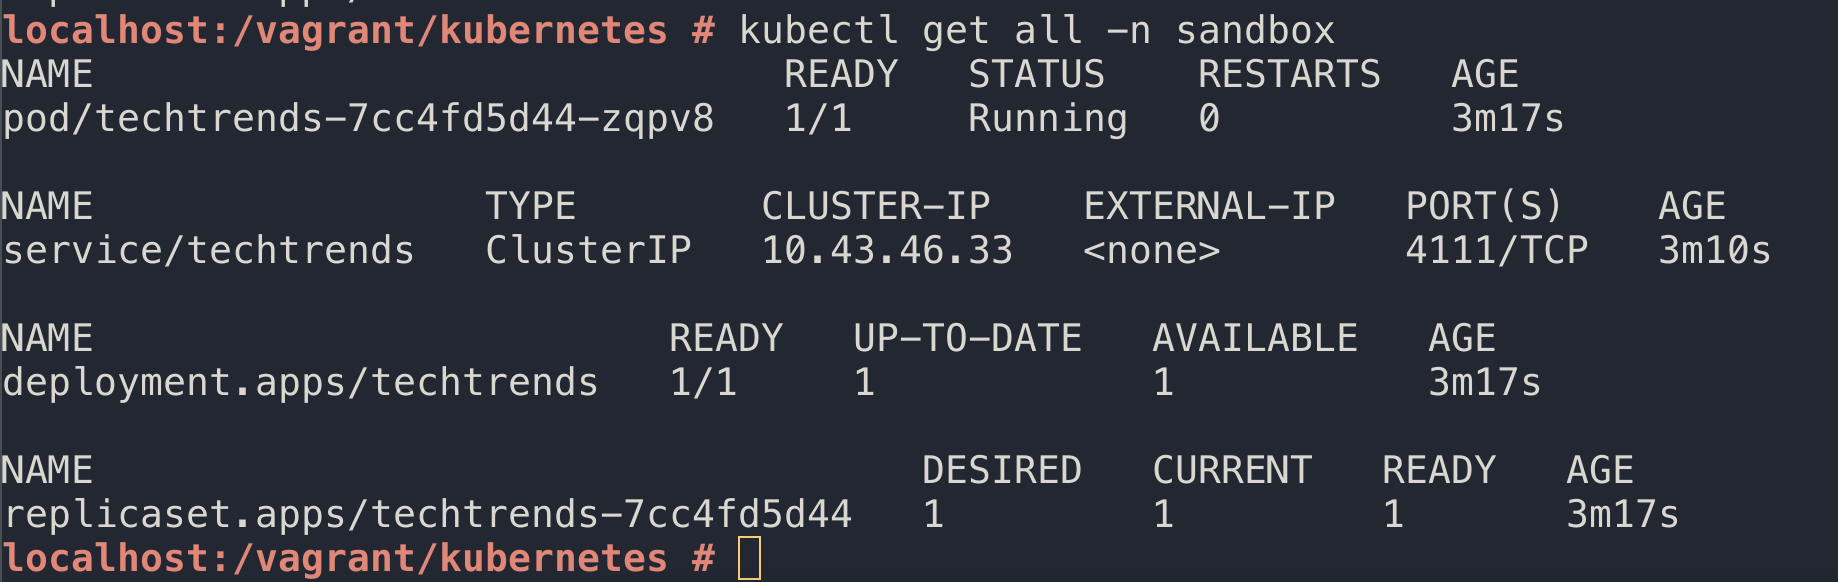 localhost:/vagrant/kubernetes # kubectl get all -n sandbox
NAME                              READY   STATUS    RESTARTS   AGE
pod/techtrends-7cc4fd5d44-zqpv8   1/1     Running   0          3m17s

NAME                 TYPE        CLUSTER-IP    EXTERNAL-IP   PORT(S)    AGE
service/techtrends   ClusterIP   10.43.46.33   <none>        4111/TCP   3m10s

NAME                         READY   UP-TO-DATE   AVAILABLE   AGE
deployment.apps/techtrends   1/1     1            1           3m17s

NAME                                    DESIRED   CURRENT   READY   AGE
replicaset.apps/techtrends-7cc4fd5d44   1         1         1       3m17s
localhost:/vagrant/kubernetes #